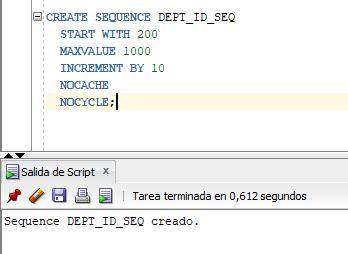 CREATE SEQUENCE DEPT_ID_SEQ
START WITH 200
MAXVALUE 1000
INCREMENT BY 10
NOCACHE
NOCYCLE;
Salida de Script x
Tarea terminada en 0,612 segundos
Sequence DEPT_ID_SEQ creado.